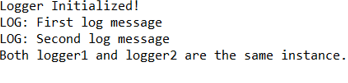 Logger Initialized!
LOG: First log message
LOG: Second log message
Both logger1 and logger2 are the same instance.